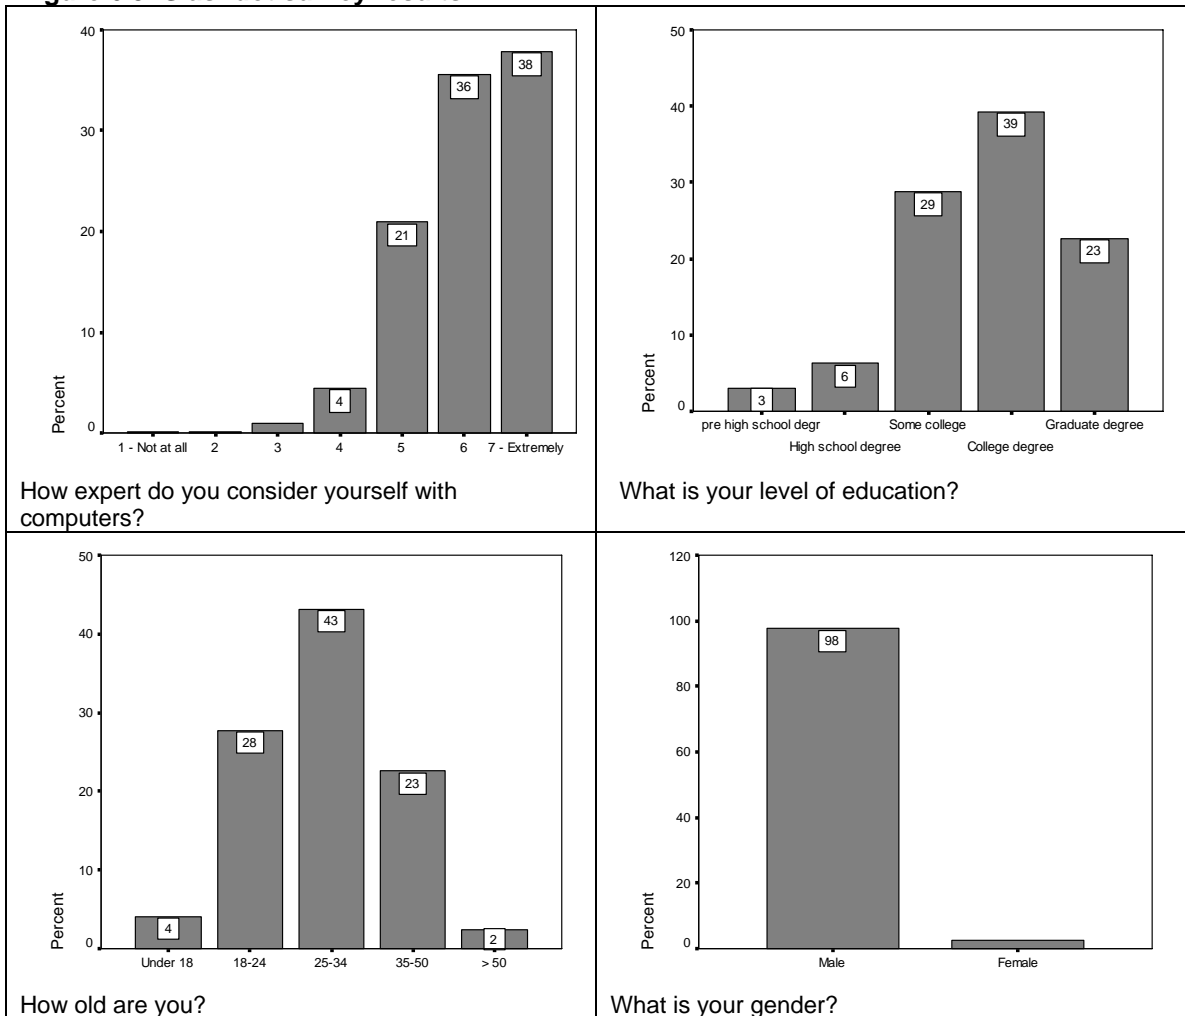 40
30
20
10
0
Percent
38
36
21
4
1 - Not at all 2 3 4 5 6 7 - Extremely
How expert do you consider yourself with
computers?
50
40
30
20
10
0
Percent
39
29
23
6
3
pre high school degr Some college Graduate degree
High school degree College degree
What is your level of education?
50
40
30
20
10
0
Percent
43
28
23
4
2
Under 18 18-24 25-34 35-50 > 50
How old are you?
120
100
80
60
40
20
0
Percent
98
Male Female
What is your gender?